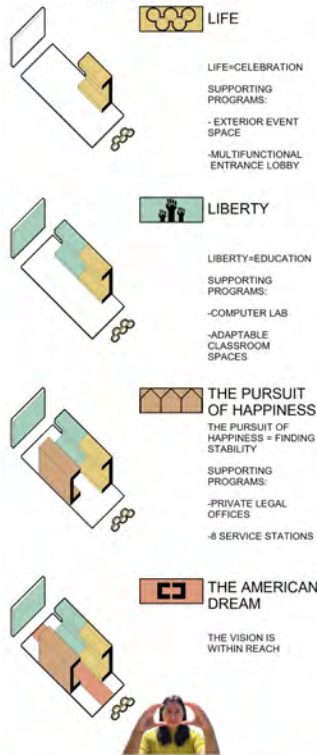 LIFE
LIFE=CELEBRATION
SUPPORTING
PROGRAMS:
- EXTERIOR EVENT
SPACE
-MULTIFUNCTIONAL
ENTRANCE LOBBY
LIBERTY
LIBERTY=EDUCATION
SUPPORTING
PROGRAMS:
-COMPUTER LAB
-ADAPTABLE
CLASSROOM
SPACES
THE PURSUIT
OF HAPPINESS
THE PURSUIT OF
HAPPINESS = FINDING
STABILITY
SUPPORTING
PROGRAMS:
-PRIVATE LEGAL
OFFICES
-8 SERVICE STATIONS
THE AMERICAN
DREAM
THE VISION IS
WITHIN REACH